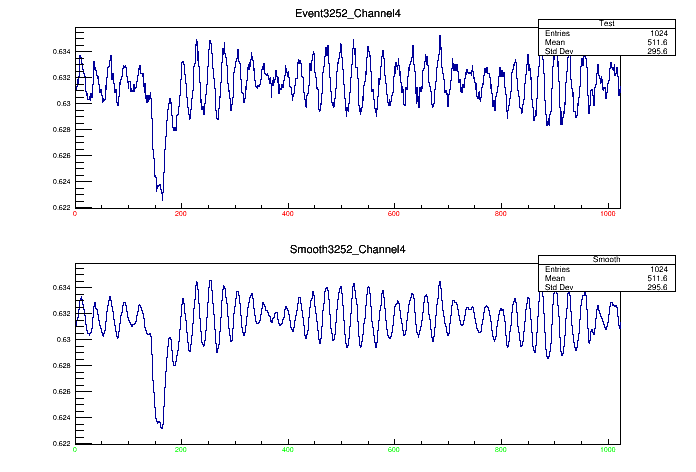 Event3252_Channel4
Test
Entries 1024
Mean 511.6
Std Dev 295.6
0.634
0.632
0.63
0.628
0.626
0.624
0.622
0 200 400 600 800 1000
Smooth3252_Channel4
Smooth
Entries 1024
Mean 511.6
Std Dev 295.6
0.634
0.632
0.63
0.628
0.626
0.624
0.622
0 200 400 600 800 1000